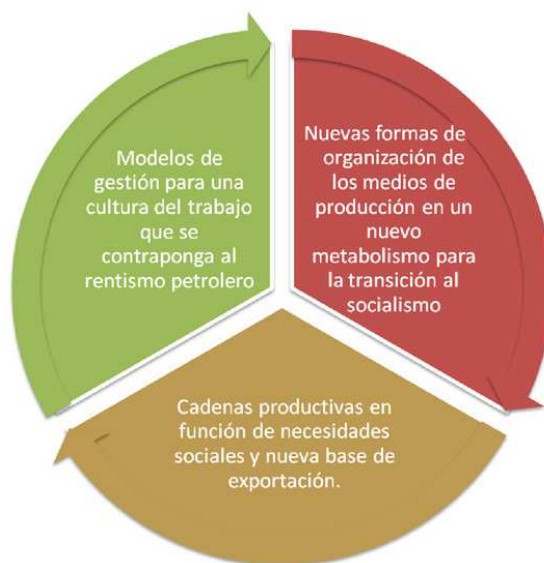 Modelos de
gestión para una
cultura del trabajo
que se
contraponga al
rentismo petrolero
Nuevas formas de
organización de
los medios de
producción en un
nuevo
metabolismo para
la transición al
socialismo
Cadenas productivas en
función de necesidades
sociales y nueva base de
exportación.